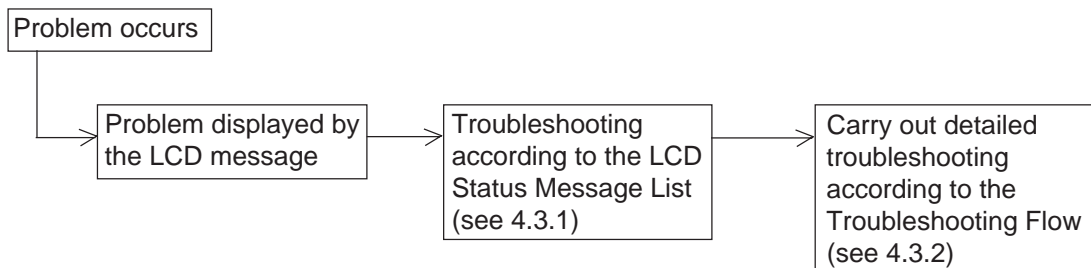 Problem occurs
Problem displayed by
the LCD message
Troubleshooting
according to the LCD
Status Message List
(see 4.3.1)
Carry out detailed
troubleshooting
according to the
Troubleshooting Flow
(see 4.3.2)